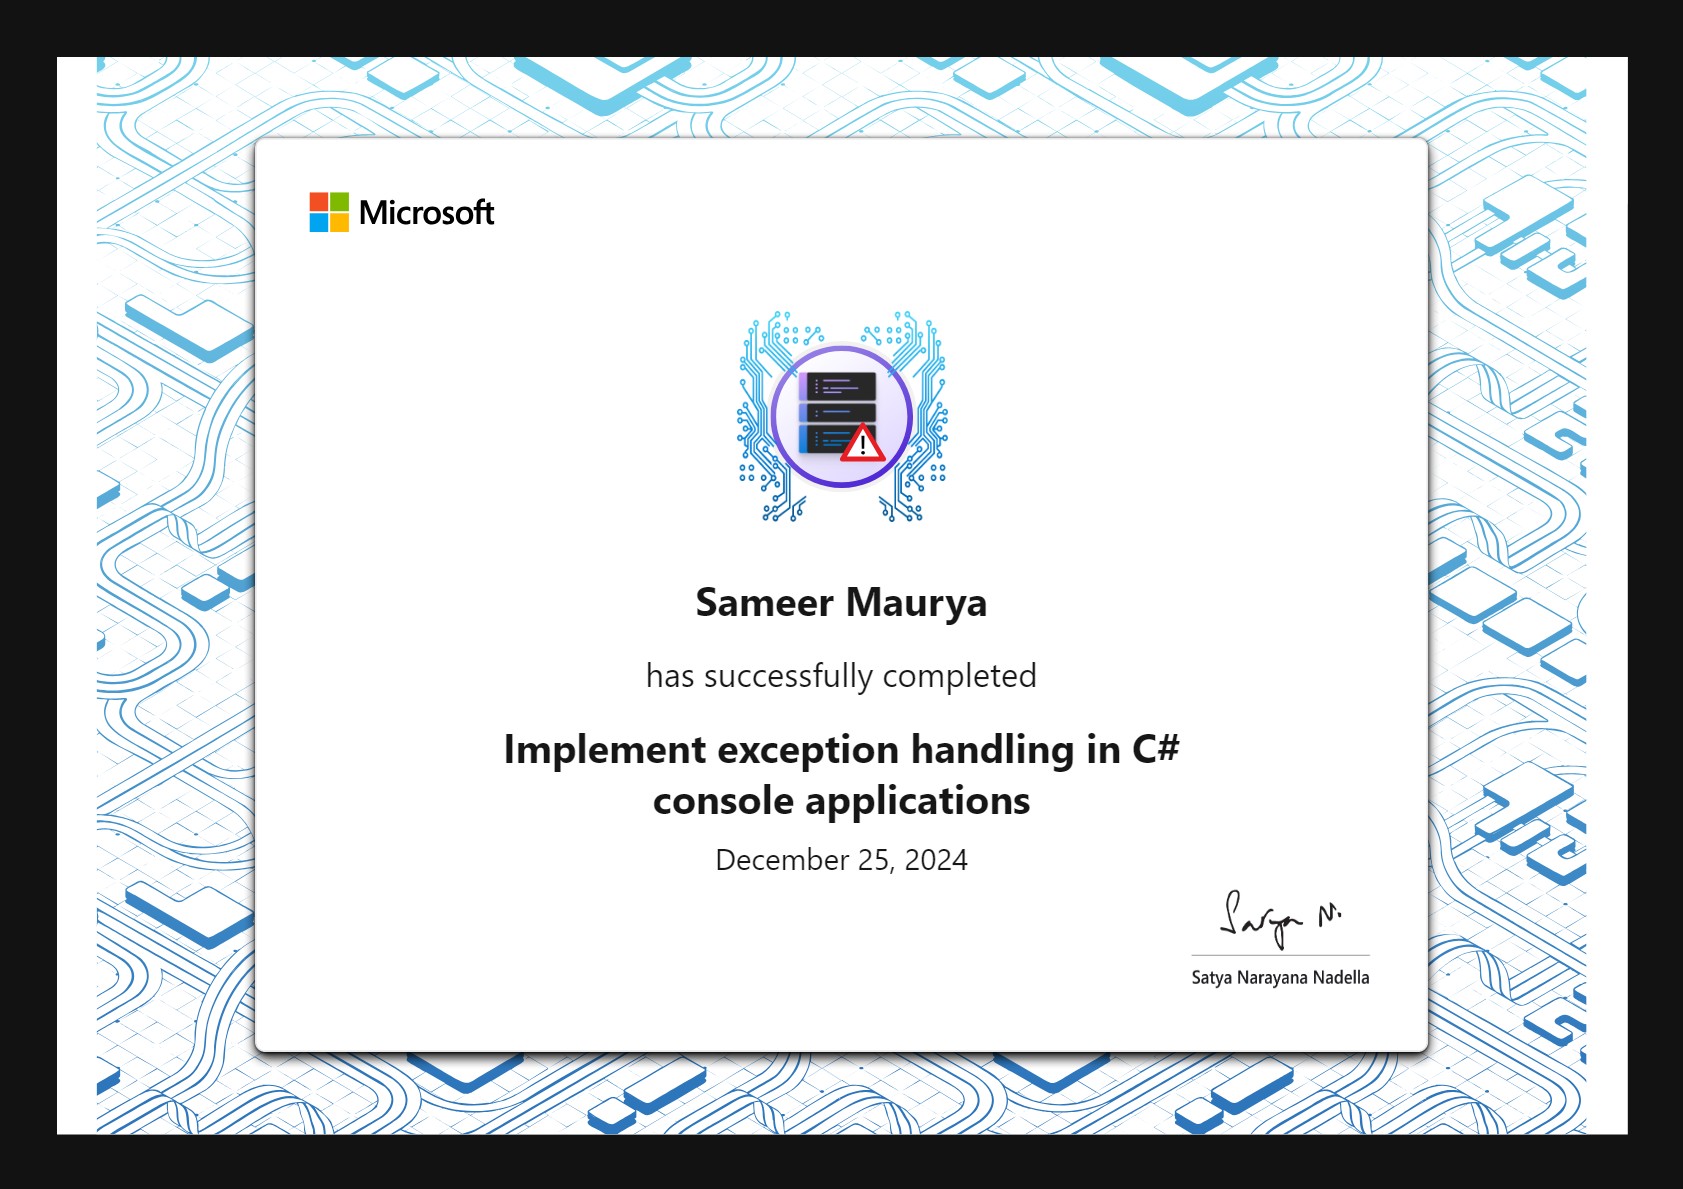 Microsoft
Sameer Maurya
has successfully completed
Implement exception handling in C#
console applications
December 25, 2024
Satya N.
Satya Narayana Nadella